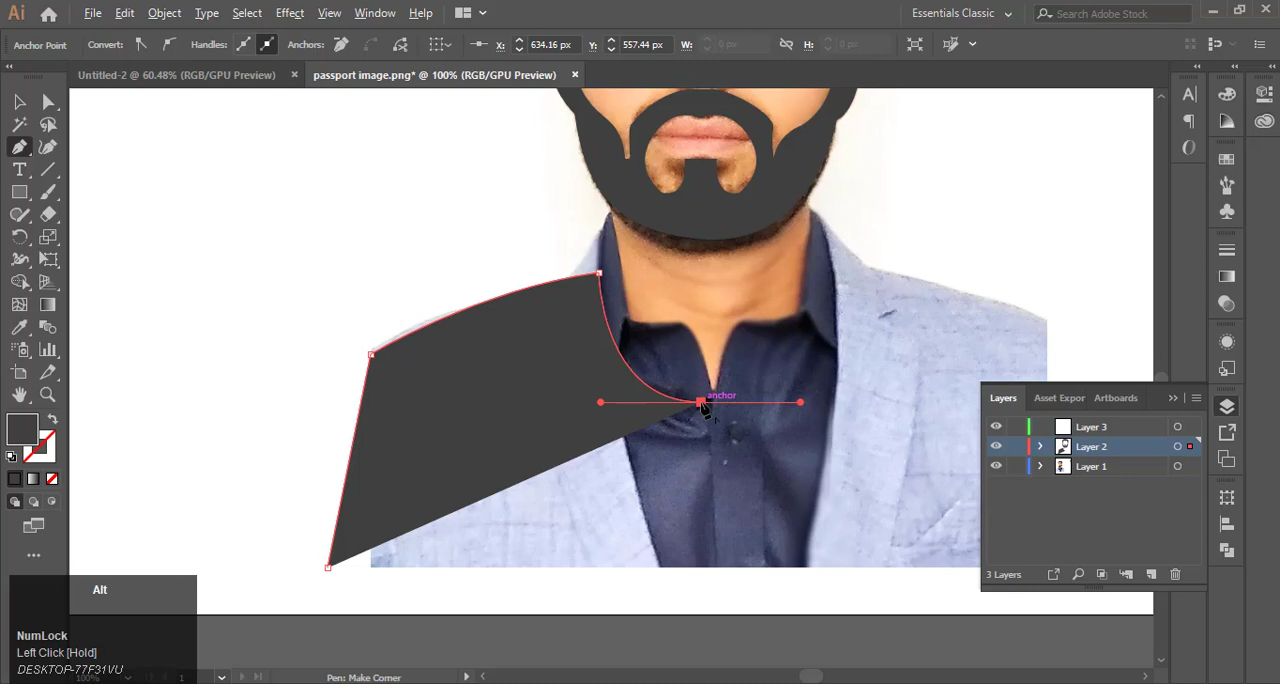 Ai File Edit Object Type Select Effect View Window Help Essentials Classic Search Adobe Stock
Anchor Point Convert: Handles: Anchors: X: 634.16 px Y: 557.44 px W: 0 px H: 0 px
Untitled-2 @ 60.48% (RGB/GPU Preview) × passport image.png* @ 100% (RGB/GPU Preview) ×
anchor
Layers Asset Expor Artboards
Layer 3
Layer 2
Layer 1
3 Layers
Alt
NumLock
Left Click [Hold]
DESKTOP-77F31VU
100% 1 Pen: Make Corner